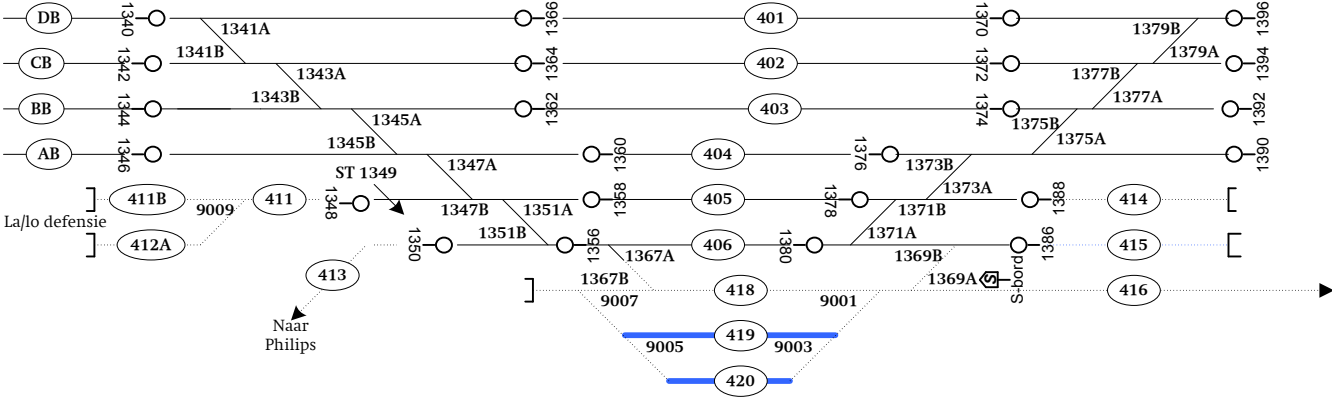 DB 1340 1341A 1366 401 1370 1379B 1396
CB 1342 1341B 1343A 1364 402 1372 1377B 1379A 1394
BB 1344 1343B 1345A 1362 403 1374 1375B 1377A 1392
AB 1346 1345B 1347A 1360 404 1376 1373B 1375A 1390
ST 1349
411B 9009 411 1348 1347B 1351A 1358 405 1378 1371B 1373A 1388 414
La/lo defensie
412A 1350 1351B 1356 1367A 406 1380 1371A 1369B 1386 415
413 1367B 9007 418 9001 1369A S S-bord 416
Naar
Philips
419
9005 9003
420